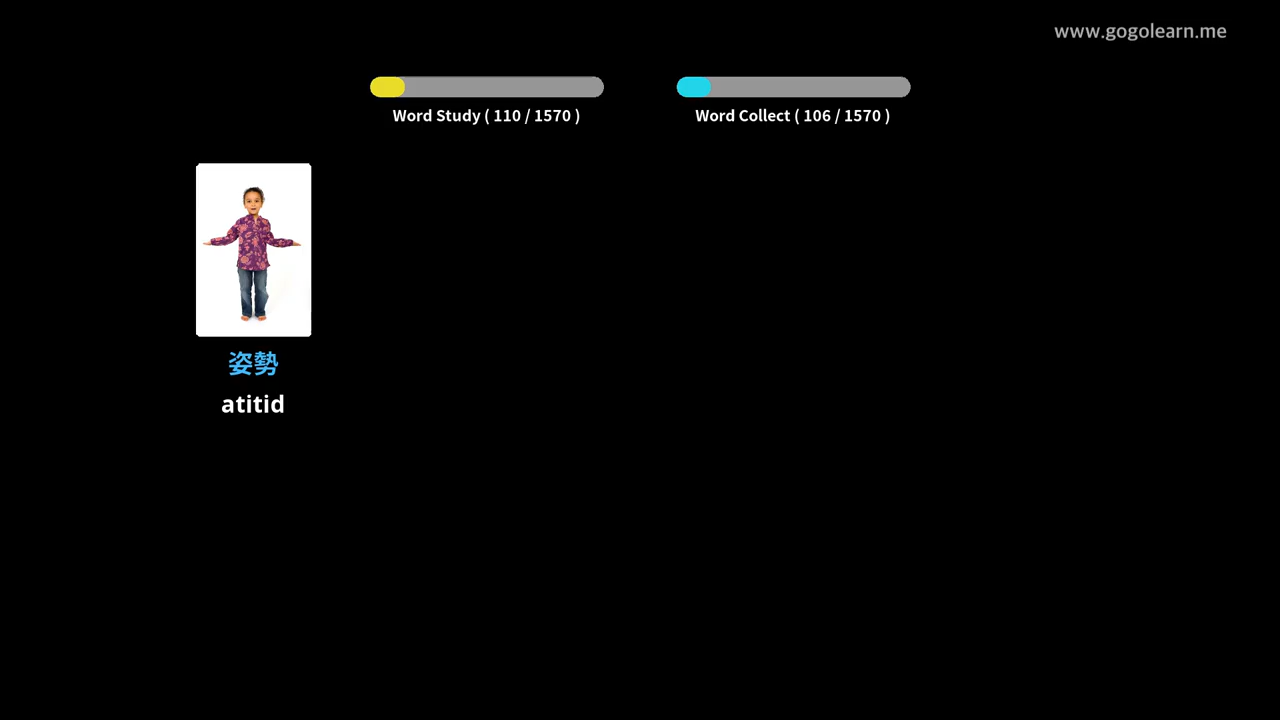 www.gogolearn.me
Word Study ( 110 / 1570 )
Word Collect ( 106 / 1570 )
姿勢
atitid